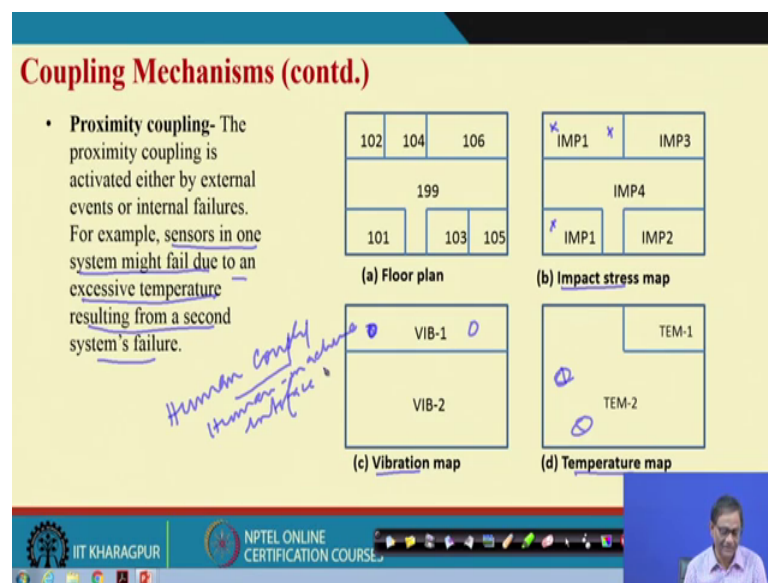 Coupling Mechanisms (contd.)
• Proximity coupling- The
proximity coupling is
activated either by external
events or internal failures.
For example, sensors in one
system might fail due to an
excessive temperature
resulting from a second
system's failure.
102 104 106
199
101 103 105
(a) Floor plan
IMP1 IMP3
IMP4
IMP1 IMP2
(b) Impact stress map
VIB-1
VIB-2
(c) Vibration map
TEM-1
TEM-2
(d) Temperature map
Human
Human-machine
interface
IIT KHARAGPUR
NPTEL ONLINE
CERTIFICATION COURSES